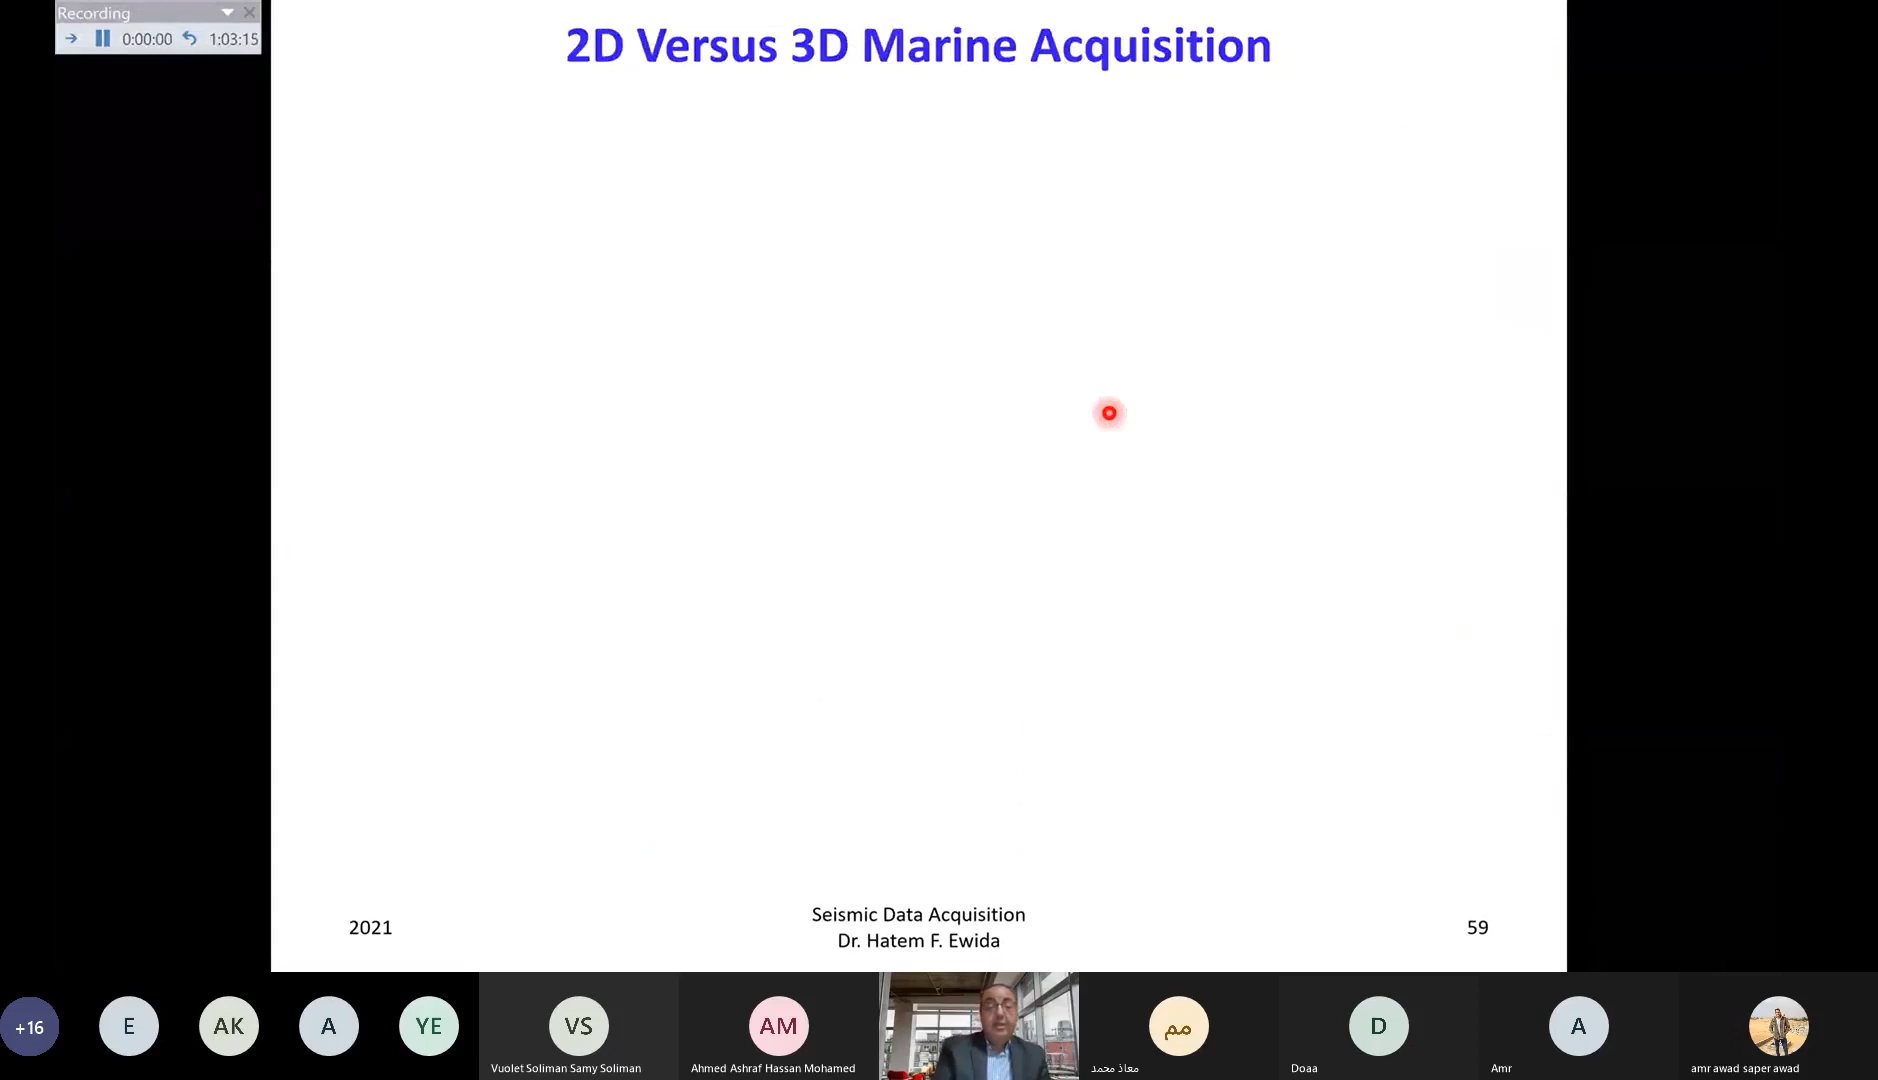 Recording
0:00:00 1:03:15
2D Versus 3D Marine Acquisition
2021
Seismic Data Acquisition
Dr. Hatem F. Ewida
59
+16
E
AK
A
YE
VS
AM
مم
D
A
Vuolet Soliman Samy Soliman
Ahmed Ashraf Hassan Mohamed
معاذ محمد
Doaa
Amr
amr awad saper awad